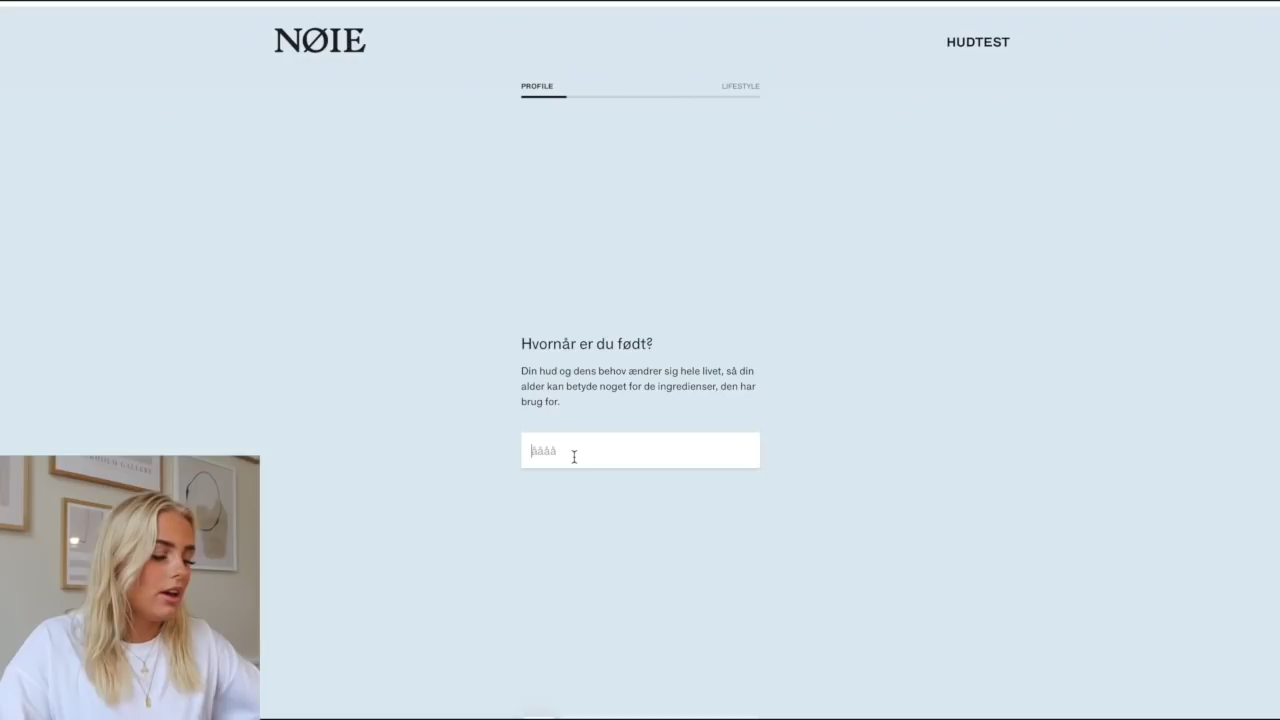 NØIE
HUDTEST
PROFILE
LIFESTYLE
Hvornår er du født?
Din hud og dens behov ændrer sig hele livet, så din
alder kan betyde noget for de ingredienser, den har
brug for.
åååå